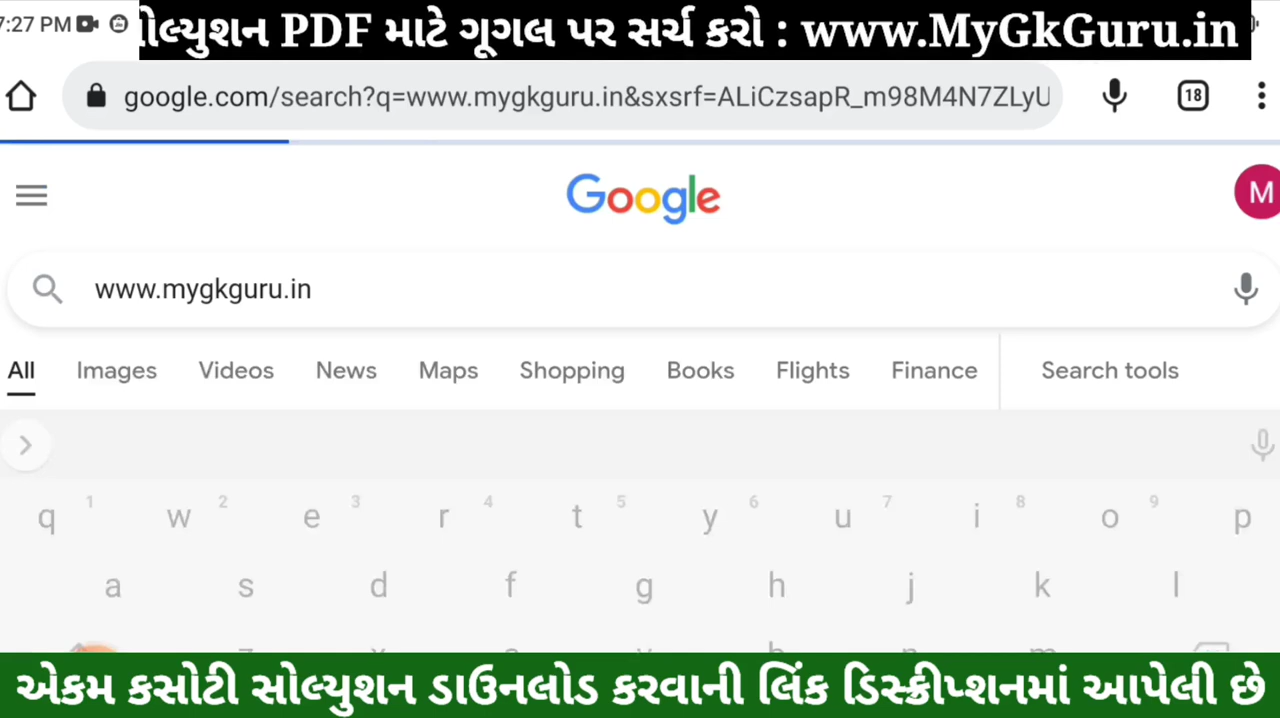 7:27 PM
PDF માટે ગૂગલ પર સર્ચ કરો : www.MyGkGuru.in
google.com/search?q=www.mygkguru.in&sxsrf=ALiCzsapR_m98M4N7ZLyU
18
Google
M
www.mygkguru.in
All Images Videos News Maps Shopping Books Flights Finance Search tools
1 2 3 4 5 6 7 8 9
q w e r t y u i o p
a s d f g h j k l
એકમ કસોટી સોલ્યુશન ડાઉનલોડ કરવાની લિંક ડિસ્ક્રીપ્શનમાં આપેલી છે